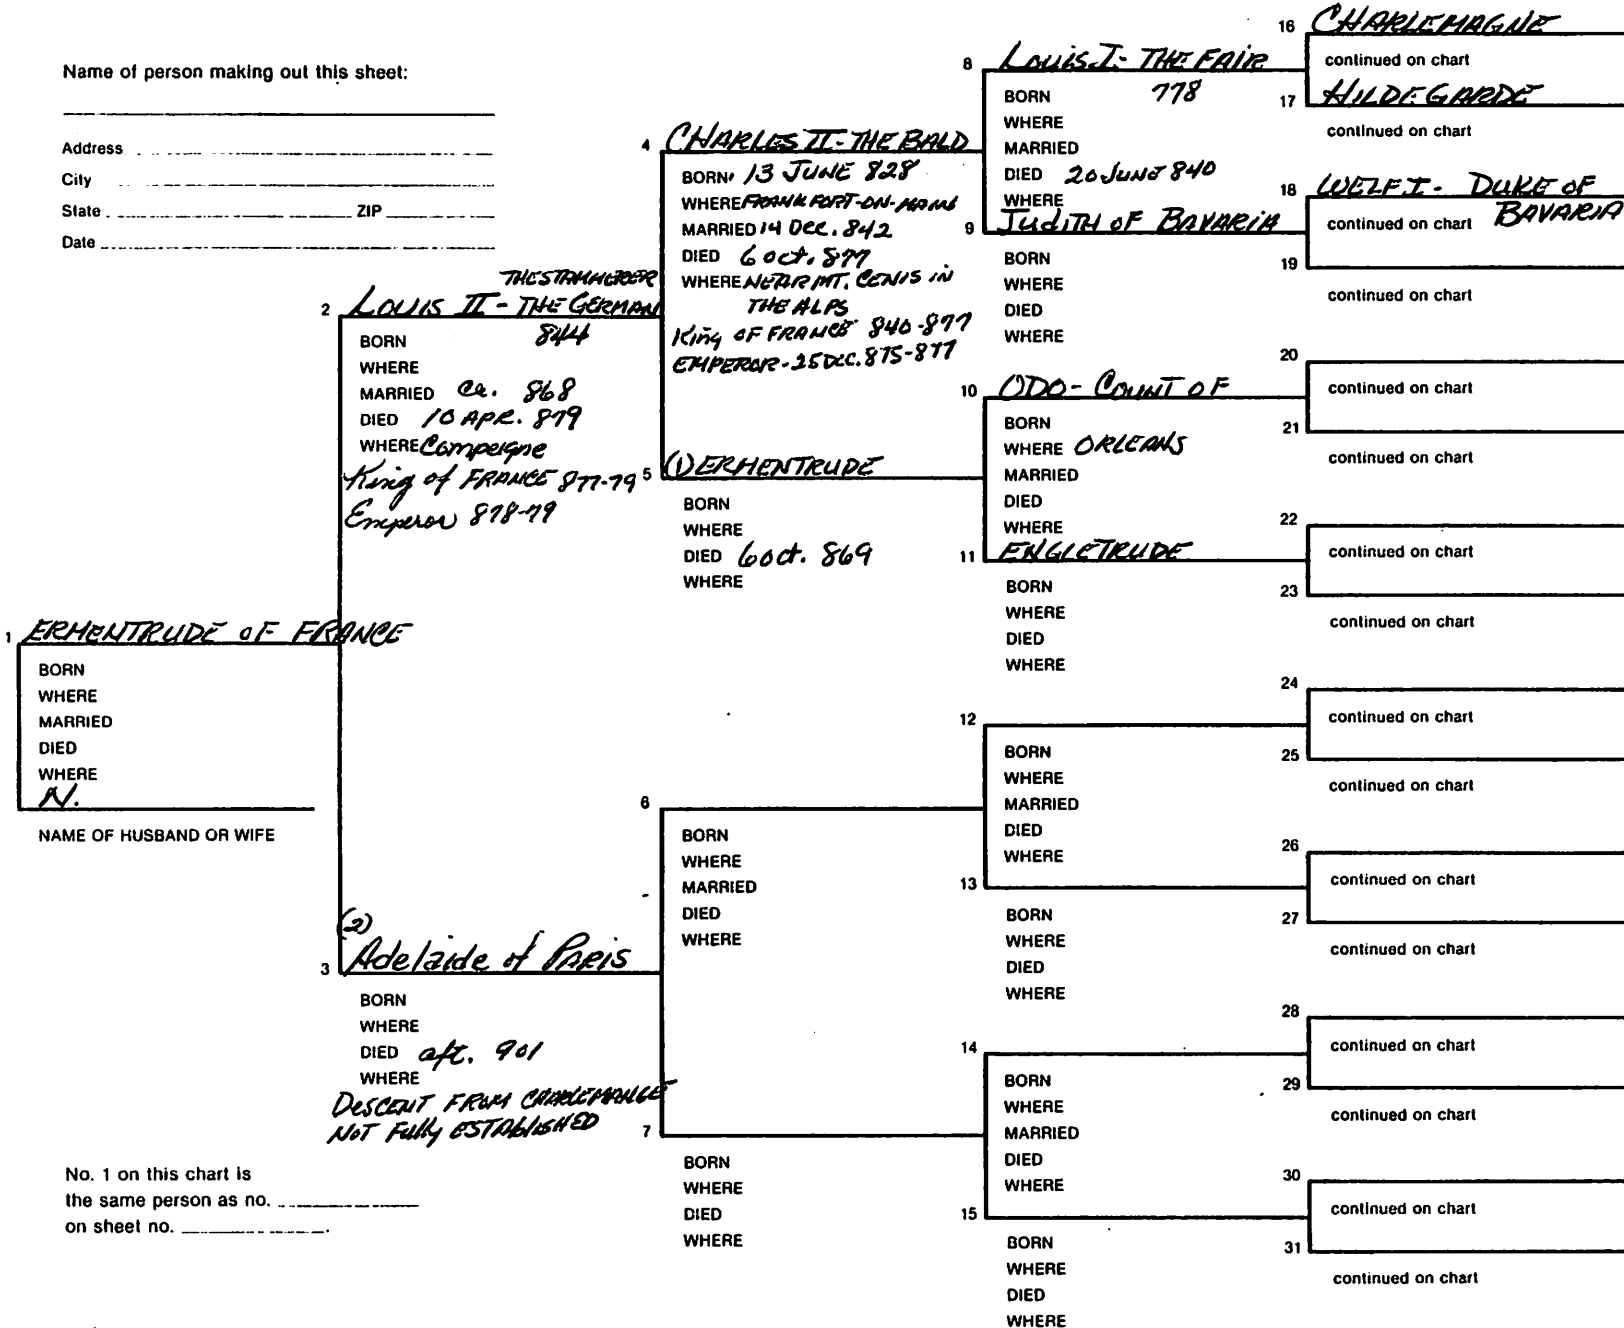 Name of person making out this sheet:
Address
City
State ZIP
Date
1 ERMENTRUDE OF FRANCE
BORN
WHERE
MARRIED
DIED
WHERE
N.
NAME OF HUSBAND OR WIFE
THE STAMMERER
2 LOUIS II - THE GERMAN
BORN 844
WHERE
MARRIED Ca. 868
DIED 10 APR. 879
WHERE Compeigne
King of FRANCE 877-79
Emperor 878-79
(2)
3 Adelaide of PARIS
BORN
WHERE
DIED aft. 901
WHERE
DESCENT FROM CHARLEMANGE
NOT Fully ESTABLISHED
No. 1 on this chart is
the same person as no.
on sheet no.
4 CHARLES II - THE BALD
BORN 13 JUNE 828
WHERE FRANKFORT-ON-MAIN
MARRIED 14 DEC. 842
DIED 6 oct. 877
WHERE NEAR MT. CENIS IN
THE ALPS
King OF FRANCE 840-877
EMPEROR - 25 DEC. 875-877
5 (1) ERMENTRUDE
BORN
WHERE
DIED 6 oct. 869
WHERE
6
BORN
WHERE
MARRIED
DIED
WHERE
7
BORN
WHERE
DIED
WHERE
8 LOUIS I - THE FAIR
BORN 778
WHERE
MARRIED
DIED 20 JUNE 840
WHERE
9 JUDITH OF BAVARIA
BORN
WHERE
DIED
WHERE
10 ODO - COUNT OF
BORN
WHERE ORLEANS
MARRIED
DIED
WHERE
11 ENGLETRUDE
BORN
WHERE
DIED
WHERE
12
BORN
WHERE
MARRIED
DIED
WHERE
13
BORN
WHERE
DIED
WHERE
14
BORN
WHERE
MARRIED
DIED
WHERE
15
BORN
WHERE
DIED
WHERE
16 CHARLEMAGNE
continued on chart
17 HILDEGARDE
continued on chart
18 WELF I - DUKE OF
continued on chart BAVARIA
19
continued on chart
20
continued on chart
21
continued on chart
22
continued on chart
23
continued on chart
24
continued on chart
25
continued on chart
26
continued on chart
27
continued on chart
28
continued on chart
29
continued on chart
30
continued on chart
31
continued on chart